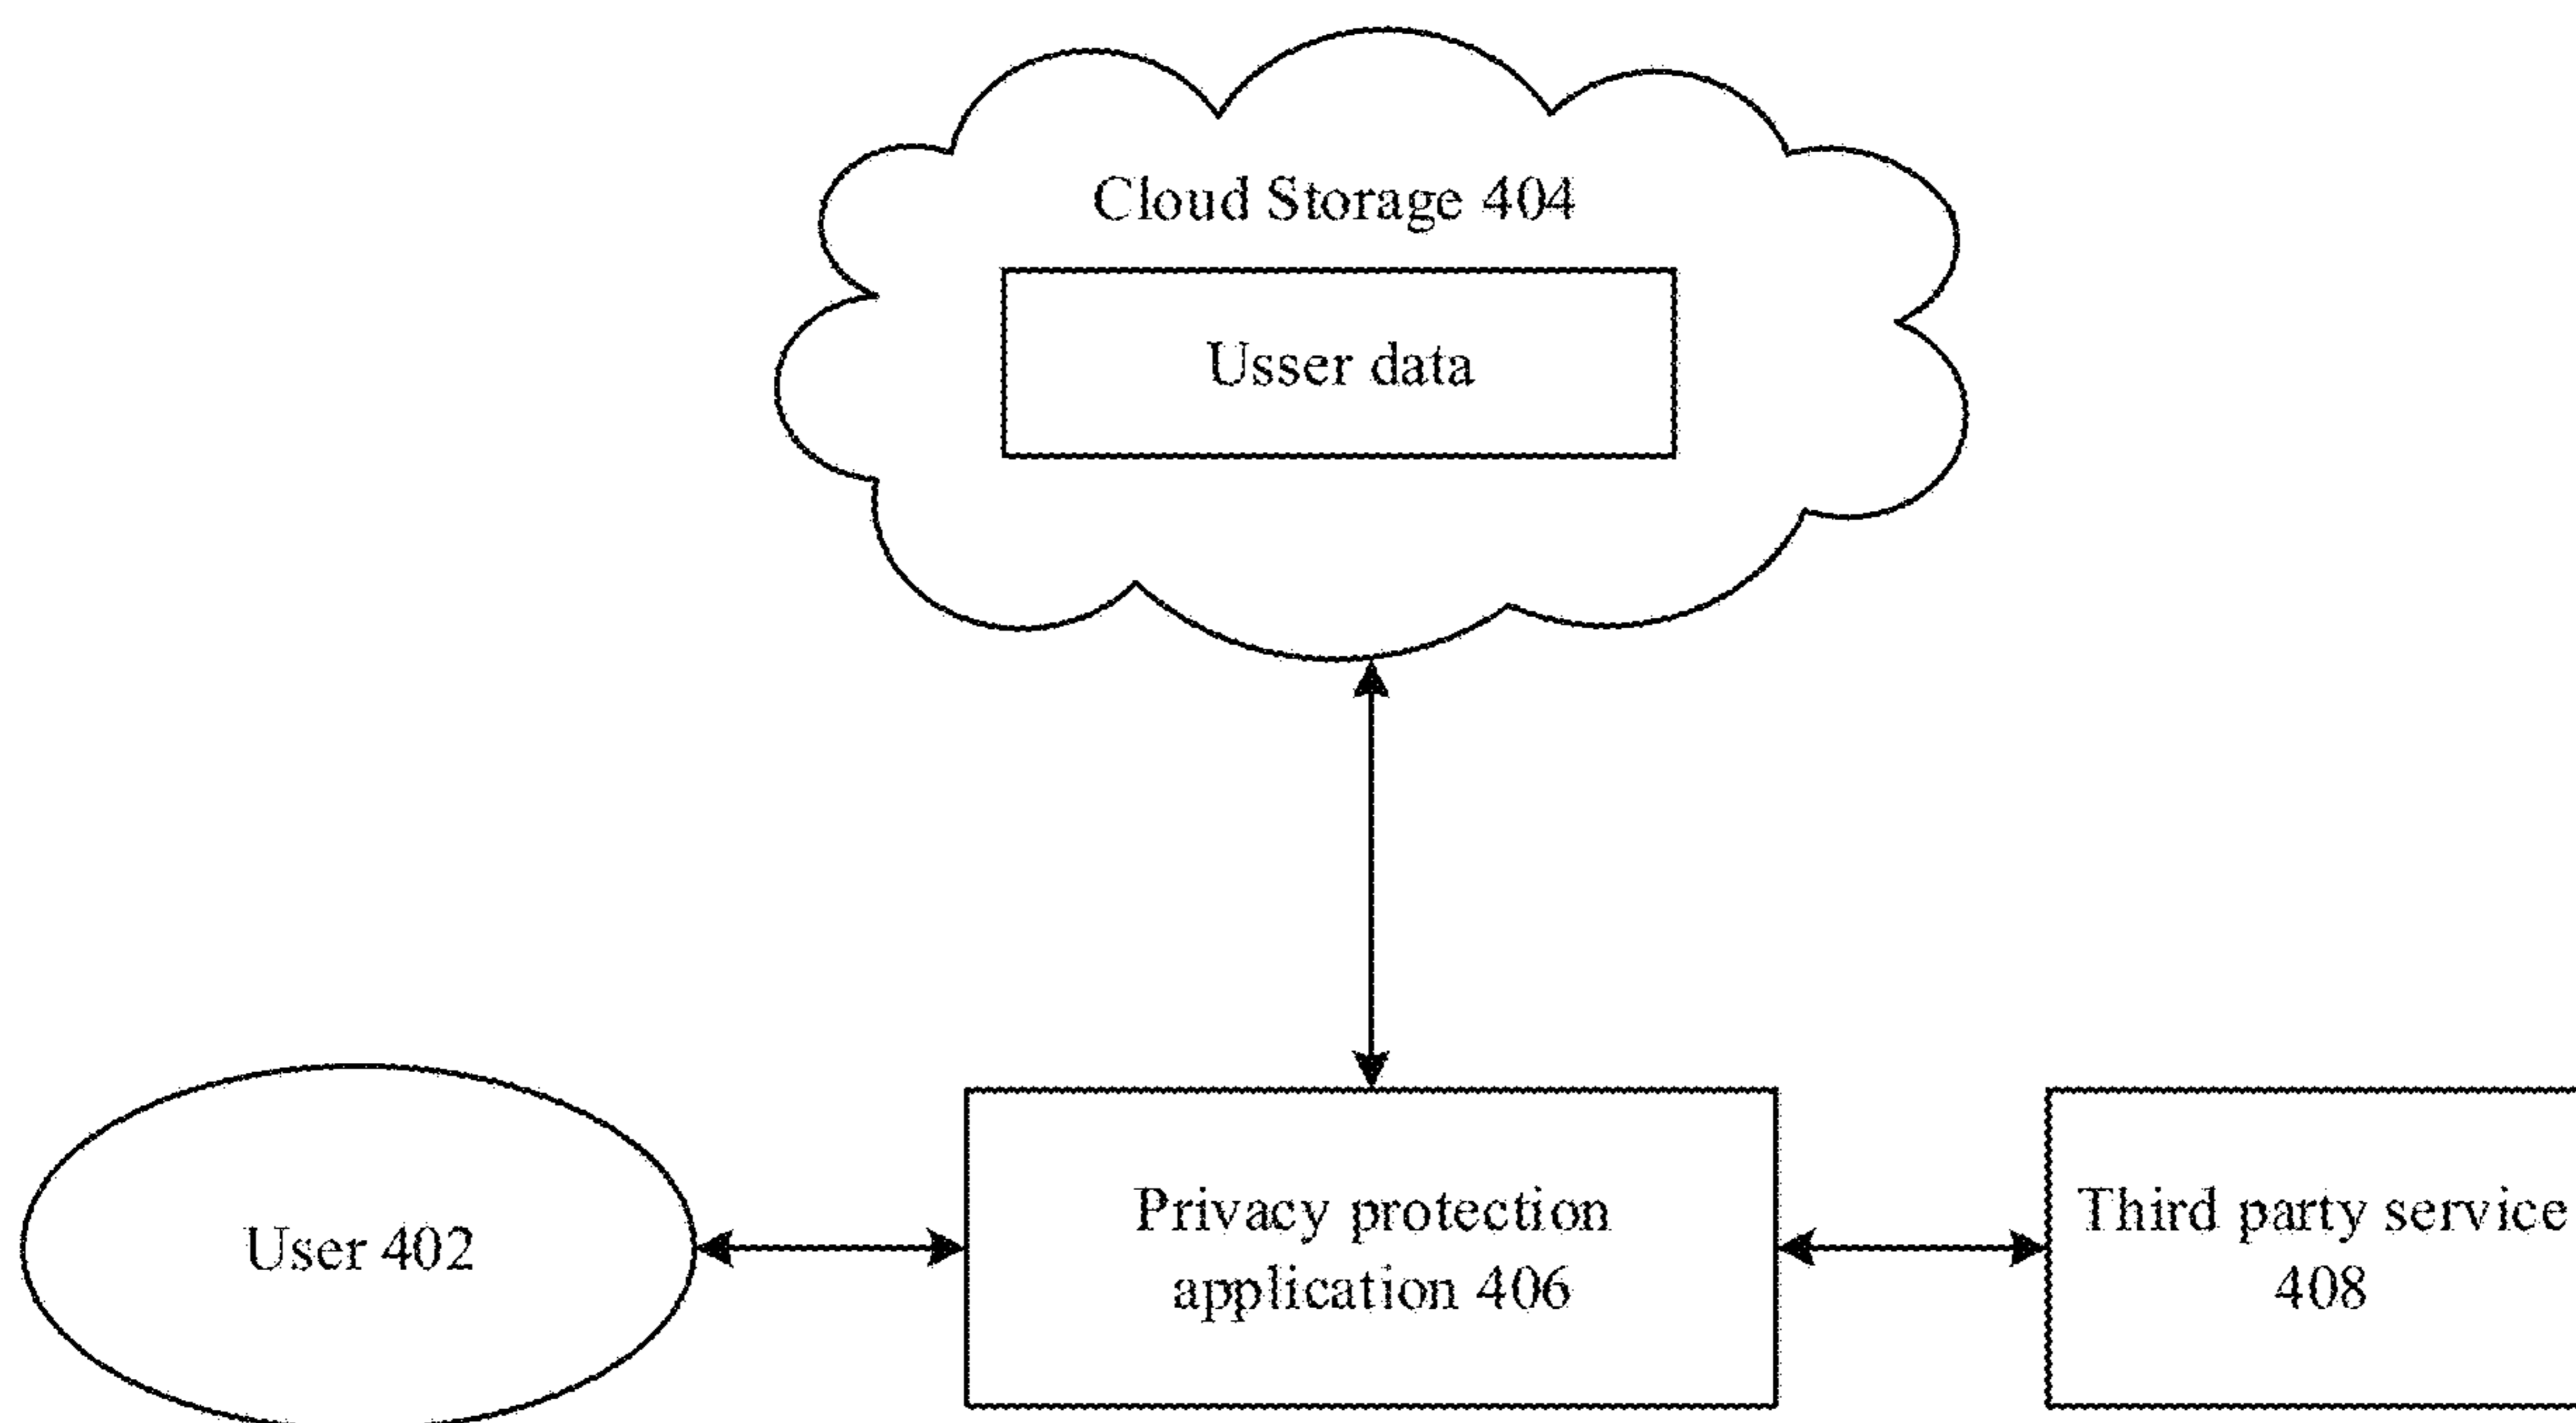 Cloud Storage 404
Usser data
User 402
Privacy protection
application 406
Third party service
408